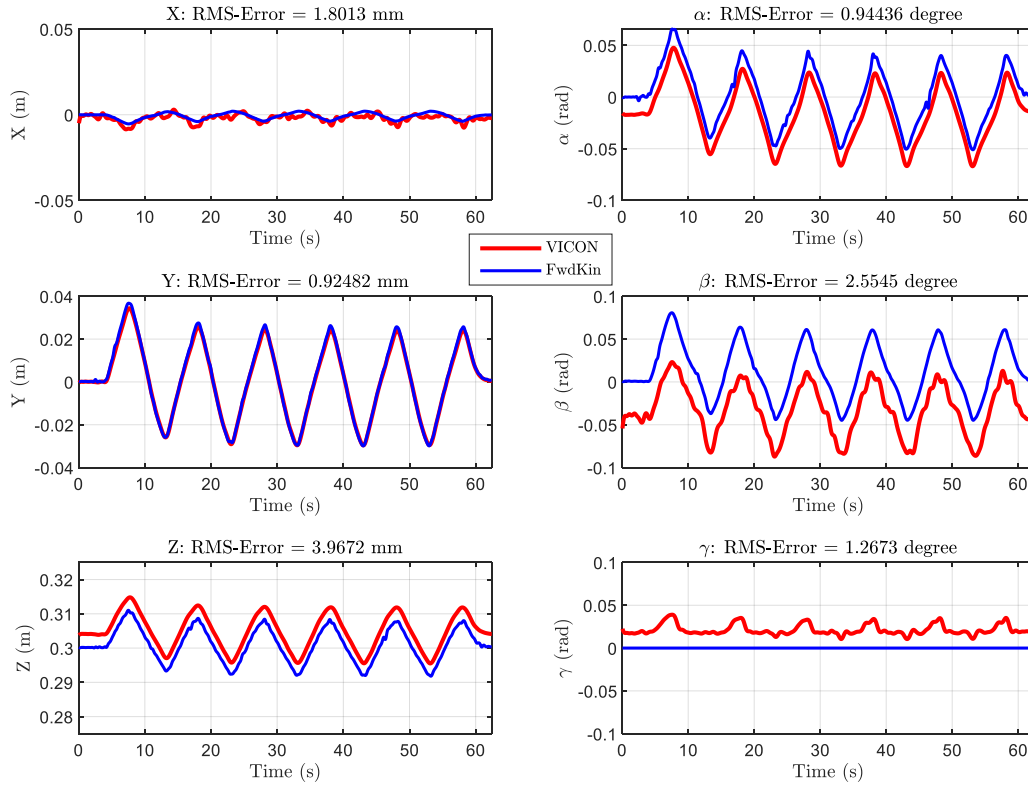 X: RMS-Error = 1.8013 mm
0.05
0
-0.05
X (m)
0 10 20 30 40 50 60
Time (s)
α: RMS-Error = 0.94436 degree
0.05
0
-0.05
-0.1
α (rad)
0 10 20 30 40 50 60
Time (s)
VICON
FwdKin
Y: RMS-Error = 0.92482 mm
0.04
0.02
0
-0.02
-0.04
Y (m)
0 10 20 30 40 50 60
Time (s)
β: RMS-Error = 2.5545 degree
0.1
0.05
0
-0.05
-0.1
β (rad)
0 10 20 30 40 50 60
Time (s)
Z: RMS-Error = 3.9672 mm
0.32
0.31
0.3
0.29
0.28
Z (m)
0 10 20 30 40 50 60
Time (s)
γ: RMS-Error = 1.2673 degree
0.1
0.05
0
-0.05
-0.1
γ (rad)
0 10 20 30 40 50 60
Time (s)